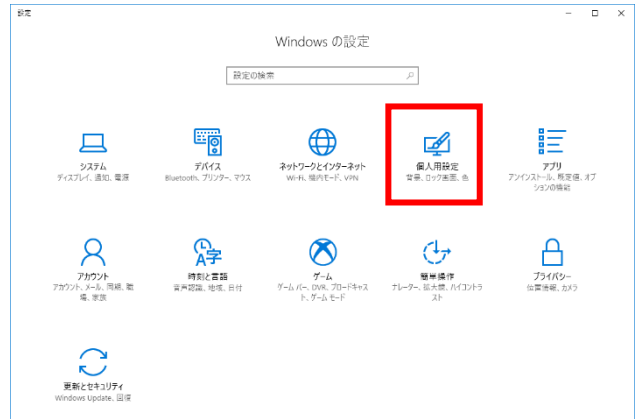 設定
Windows の設定
設定の検索
システム
ディスプレイ、通知、電源
デバイス
Bluetooth、プリンター、マウス
ネットワークとインターネット
Wi-Fi、機内モード、VPN
個人用設定
背景、ロック画面、色
アプリ
アンインストール、既定値、オプ
ションの機能
アカウント
アカウント、メール、同期、職
場、家族
時刻と言語
音声認識、地域、日付
ゲーム
ゲーム バー、DVR、ブロードキャス
ト、ゲーム モード
簡単操作
ナレーター、拡大鏡、ハイコントラ
スト
プライバシー
位置情報、カメラ
更新とセキュリティ
Windows Update、回復